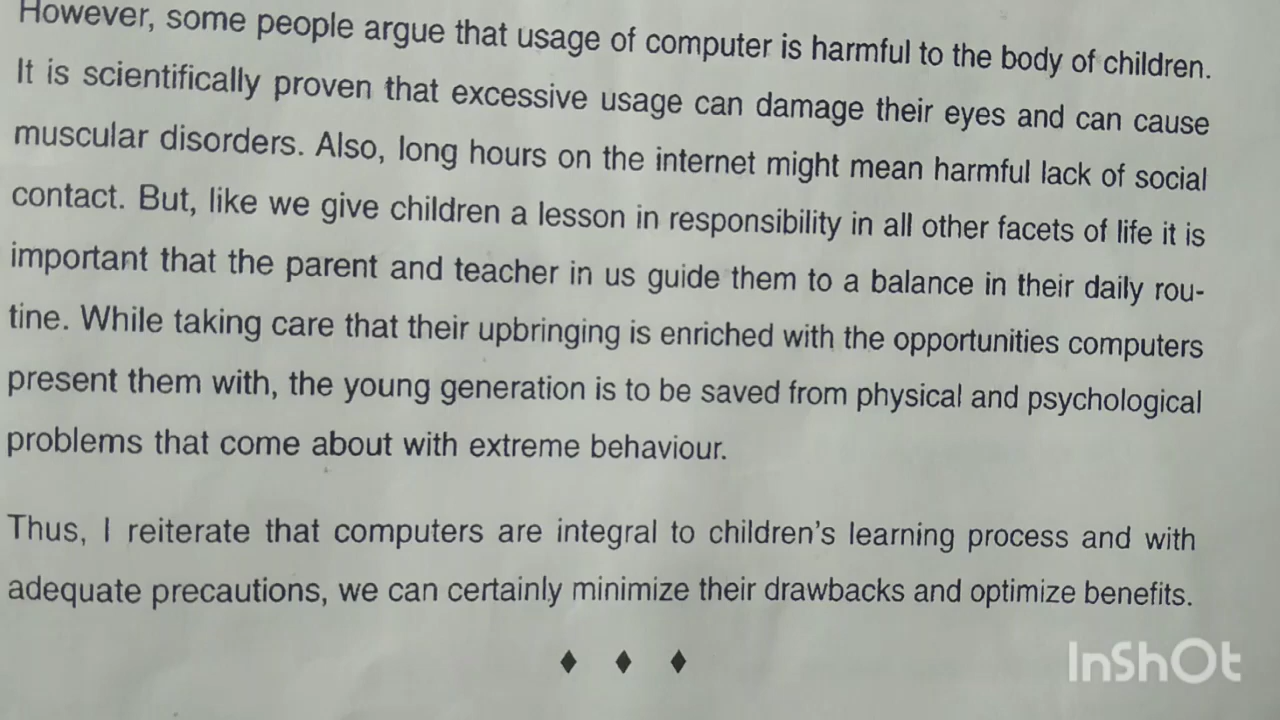 However, some people argue that usage of computer is harmful to the body of children.
It is scientifically proven that excessive usage can damage their eyes and can cause
muscular disorders. Also, long hours on the internet might mean harmful lack of social
contact. But, like we give children a lesson in responsibility in all other facets of life it is
important that the parent and teacher in us guide them to a balance in their daily rou-
tine. While taking care that their upbringing is enriched with the opportunities computers
present them with, the young generation is to be saved from physical and psychological
problems that come about with extreme behaviour.
Thus, I reiterate that computers are integral to children's learning process and with
adequate precautions, we can certainly minimize their drawbacks and optimize benefits.
InShOt